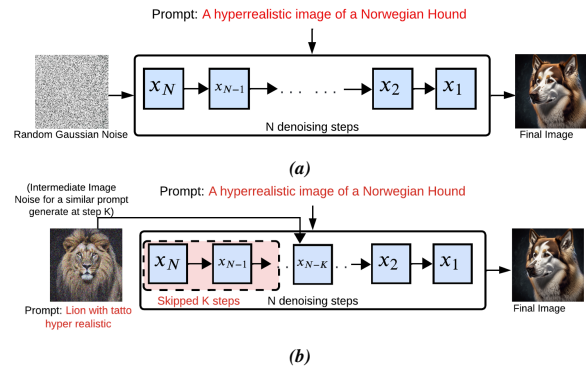 Prompt: A hyperrealistic image of a Norwegian Hound
x_N
x_{N-1}
. . . . . .
x_2
x_1
Random Gaussian Noise
N denoising steps
Final Image
(a)
(Intermediate Image
Noise for a similar prompt
generate at step K)
Prompt: A hyperrealistic image of a Norwegian Hound
x_N
x_{N-1}
x_{N-K}
x_2
x_1
Skipped K steps
N denoising steps
Prompt: Lion with tatto
hyper realistic
Final Image
(b)